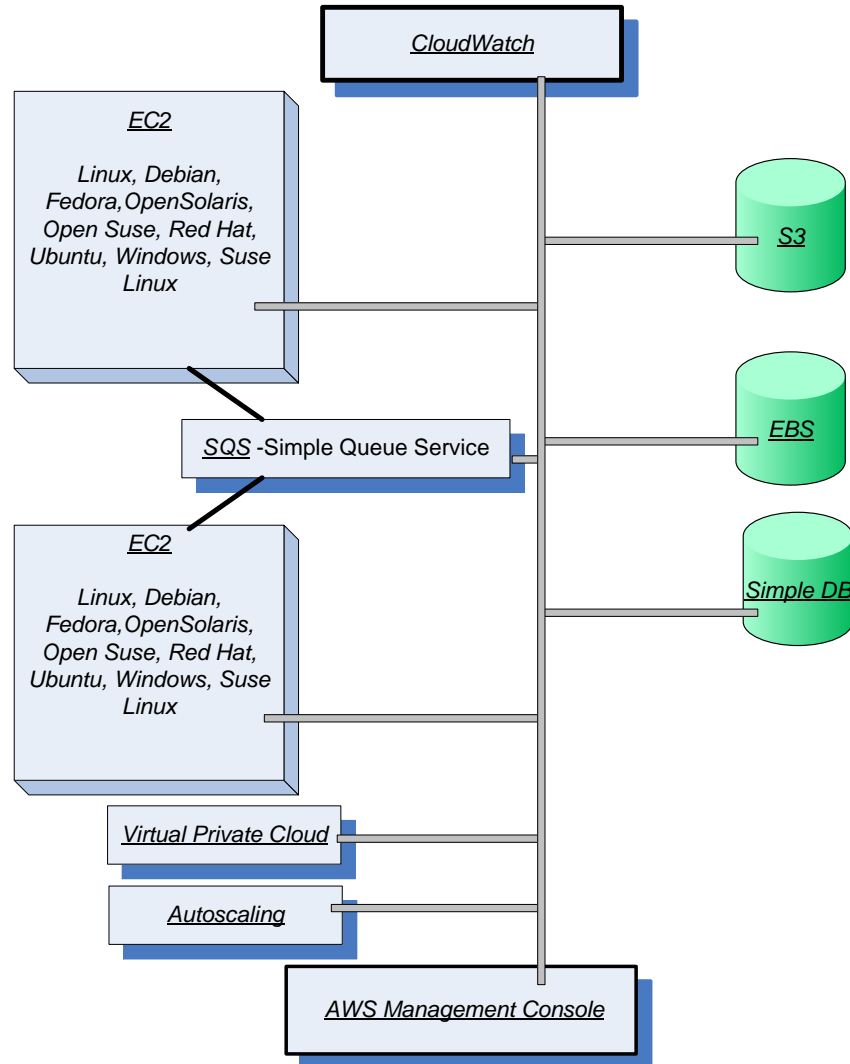 CloudWatch
EC2
Linux, Debian,
Fedora,OpenSolaris,
Open Suse, Red Hat,
Ubuntu, Windows, Suse
Linux
S3
SQS -Simple Queue Service
EBS
EC2
Linux, Debian,
Fedora,OpenSolaris,
Open Suse, Red Hat,
Ubuntu, Windows, Suse
Linux
Simple DB
Virtual Private Cloud
Autoscaling
AWS Management Console